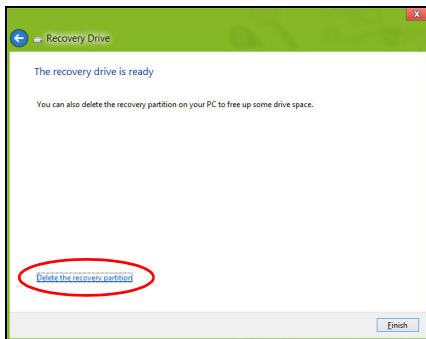 x
Recovery Drive
The recovery drive is ready
You can also delete the recovery partition on your PC to free up some drive space.
Delete the recovery partition
Finish